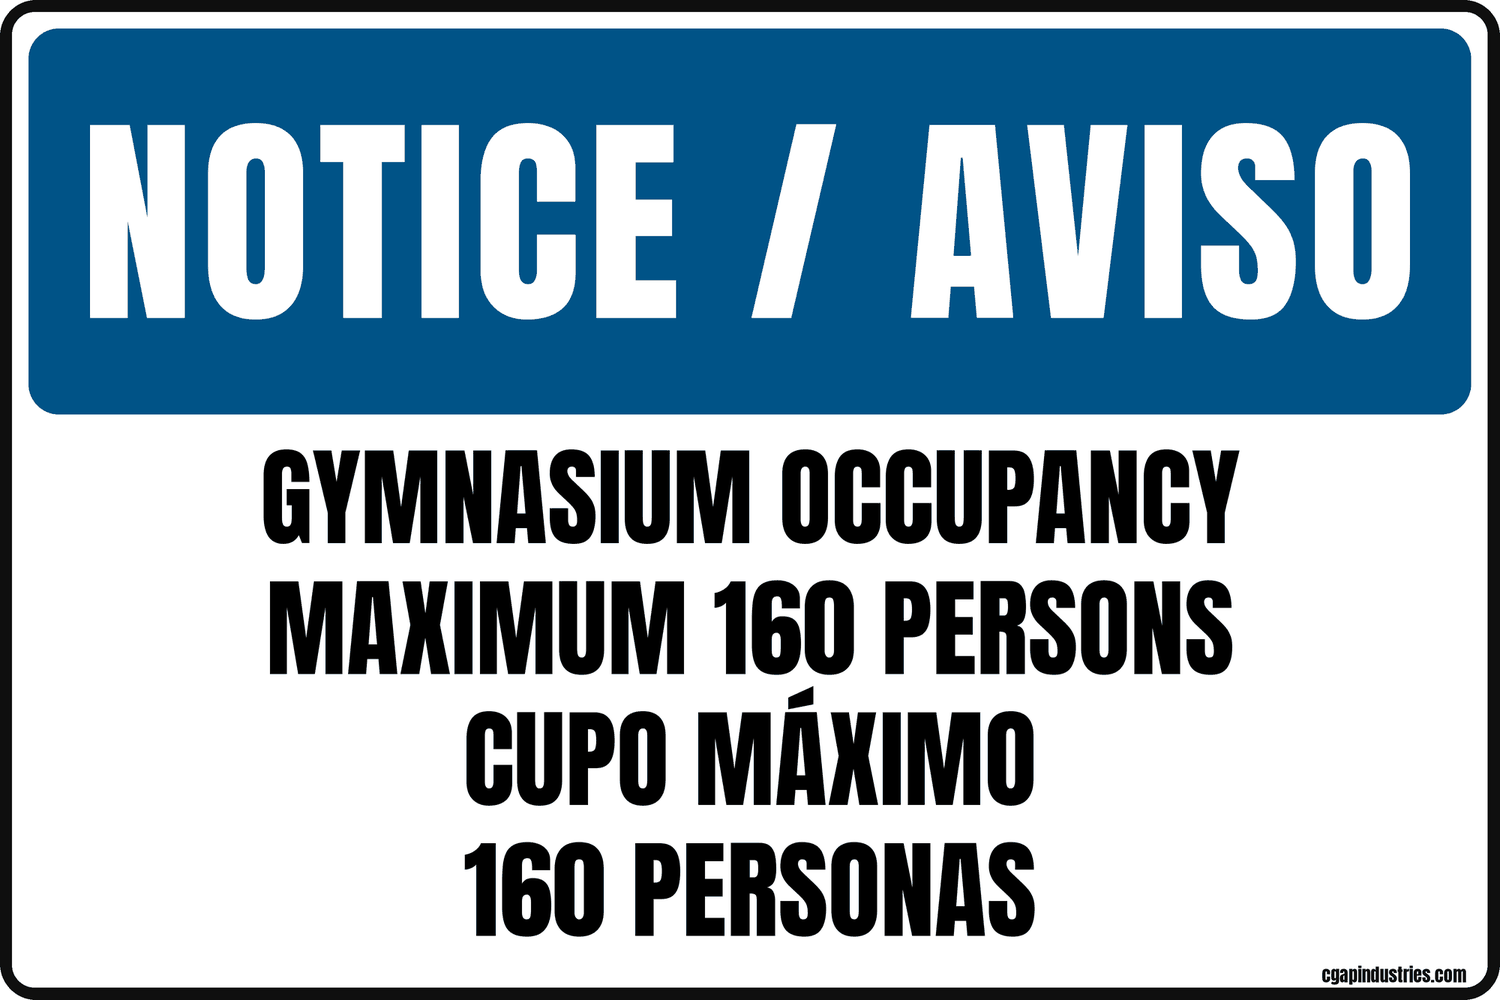 NOTICE / AVISO
GYMNASIUM OCCUPANCY
MAXIMUM 160 PERSONS
CUPO MÁXIMO
160 PERSONAS
cgapindustries.com